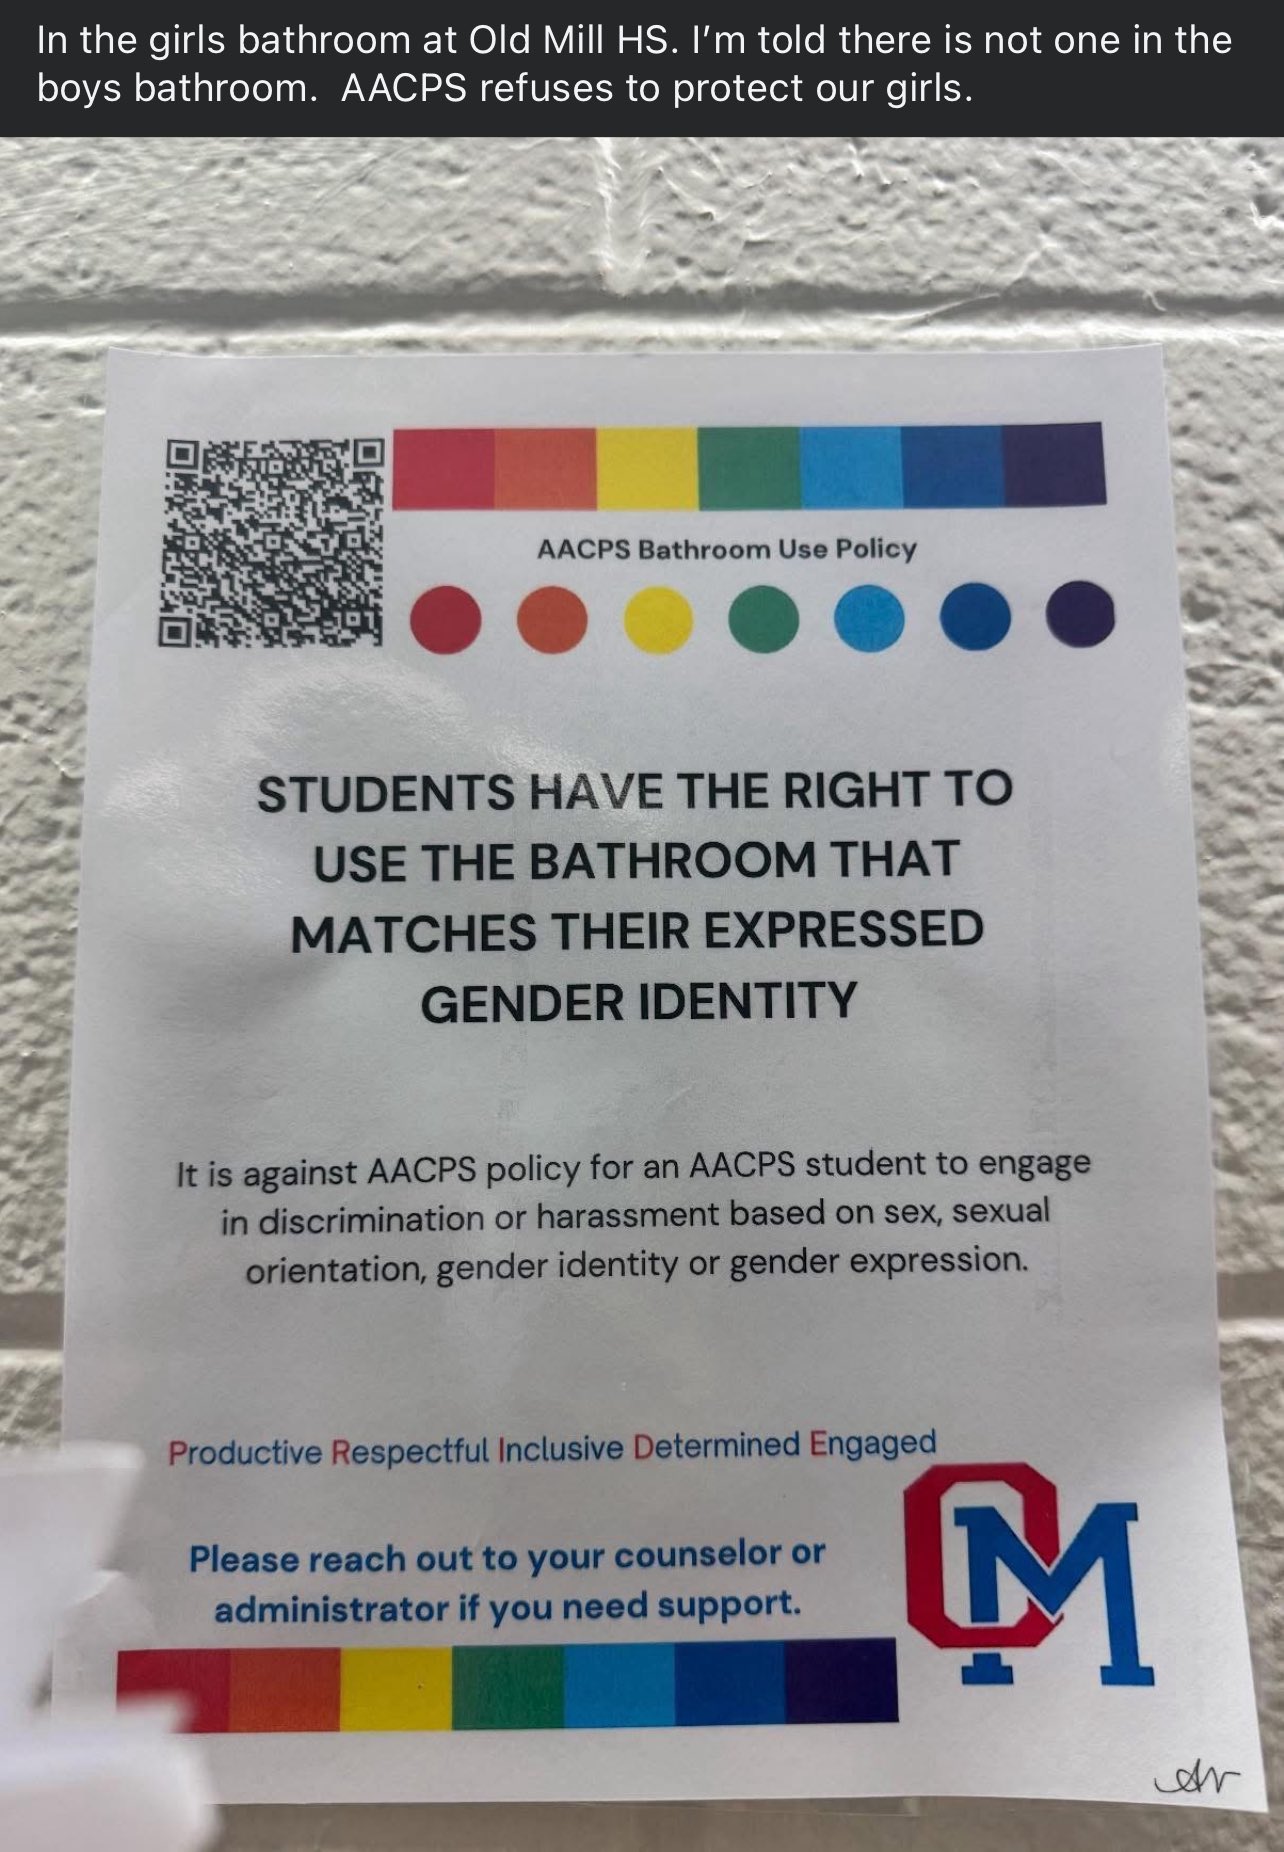 In the girls bathroom at Old Mill HS. I'm told there is not one in the
boys bathroom.  AACPS refuses to protect our girls.
AACPS Bathroom Use Policy
STUDENTS HAVE THE RIGHT TO
USE THE BATHROOM THAT
MATCHES THEIR EXPRESSED
GENDER IDENTITY
It is against AACPS policy for an AACPS student to engage
in discrimination or harassment based on sex, sexual
orientation, gender identity or gender expression.
Productive Respectful Inclusive Determined Engaged
OM
Please reach out to your counselor or
administrator if you need support.